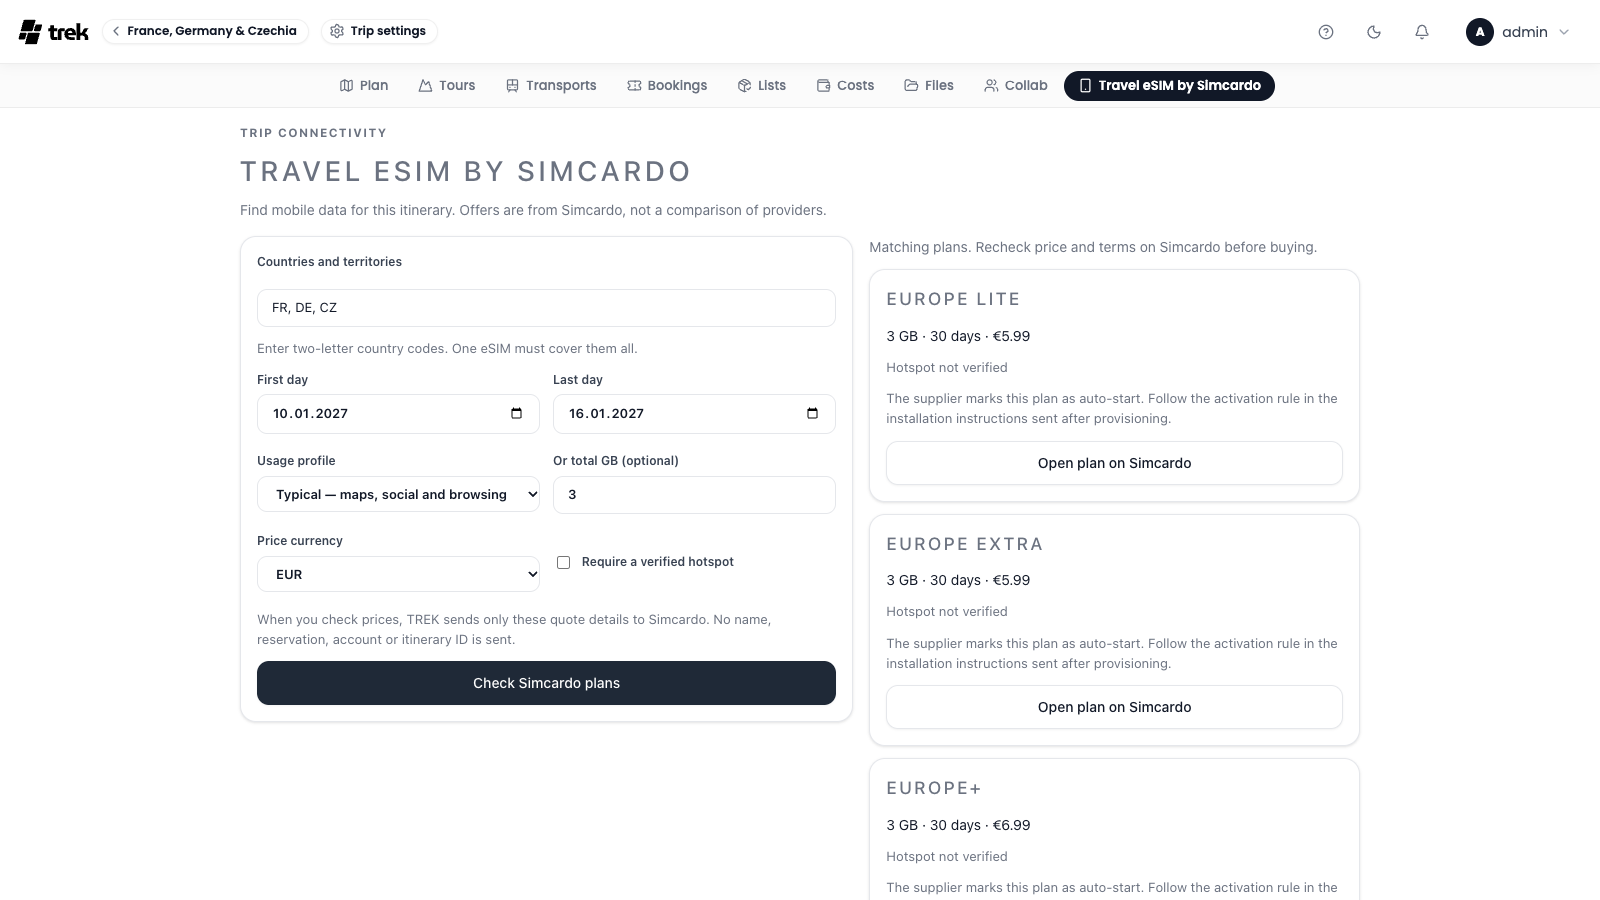 trek
France, Germany & Czechia
Trip settings
A
admin
Plan
Tours
Transports
Bookings
Lists
Costs
Files
Collab
Travel eSIM by Simcardo
TRIP CONNECTIVITY
TRAVEL ESIM BY SIMCARDO
Find mobile data for this itinerary. Offers are from Simcardo, not a comparison of providers.
Countries and territories
FR, DE, CZ
Enter two-letter country codes. One eSIM must cover them all.
First day
Last day
10.01.2027
16.01.2027
Usage profile
Or total GB (optional)
Typical — maps, social and browsing
3
Price currency
EUR
Require a verified hotspot
When you check prices, TREK sends only these quote details to Simcardo. No name,
reservation, account or itinerary ID is sent.
Check Simcardo plans
Matching plans. Recheck price and terms on Simcardo before buying.
EUROPE LITE
3 GB · 30 days · €5.99
Hotspot not verified
The supplier marks this plan as auto-start. Follow the activation rule in the
installation instructions sent after provisioning.
Open plan on Simcardo
EUROPE EXTRA
3 GB · 30 days · €5.99
Hotspot not verified
The supplier marks this plan as auto-start. Follow the activation rule in the
installation instructions sent after provisioning.
Open plan on Simcardo
EUROPE+
3 GB · 30 days · €6.99
Hotspot not verified
The supplier marks this plan as auto-start. Follow the activation rule in the